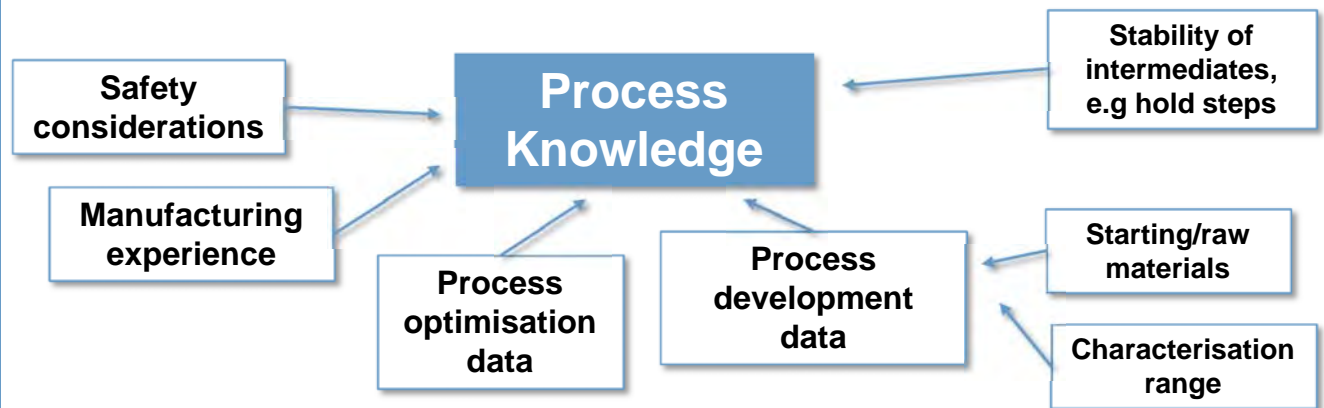 Safety
considerations
Process
Knowledge
Stability of
intermediates,
e.g hold steps
Manufacturing
experience
Process
optimisation
data
Process
development
data
Starting/raw
materials
Characterisation
range